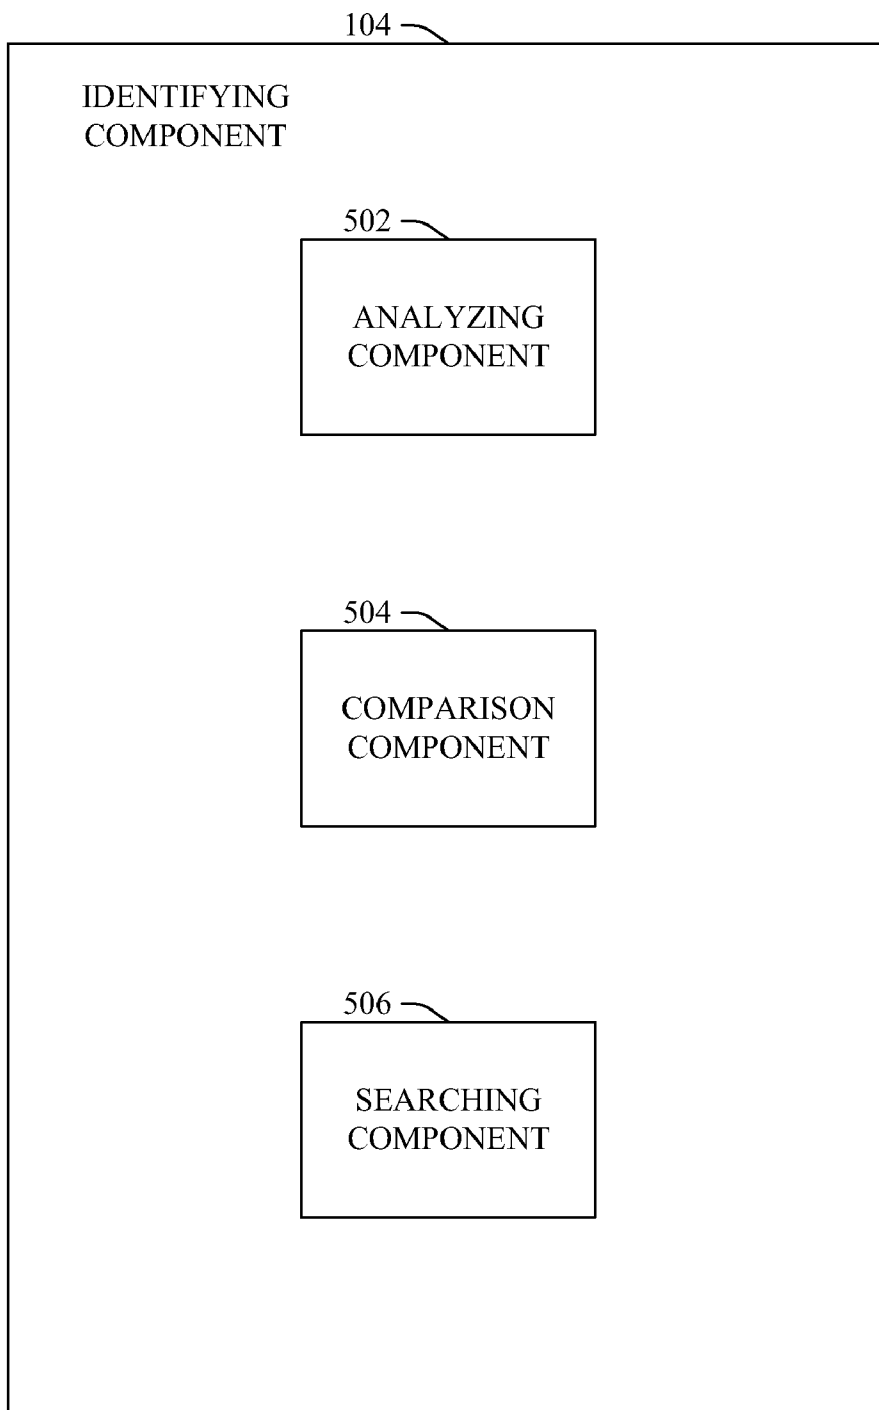 104
IDENTIFYING
COMPONENT
502
ANALYZING
COMPONENT
504
COMPARISON
COMPONENT
506
SEARCHING
COMPONENT